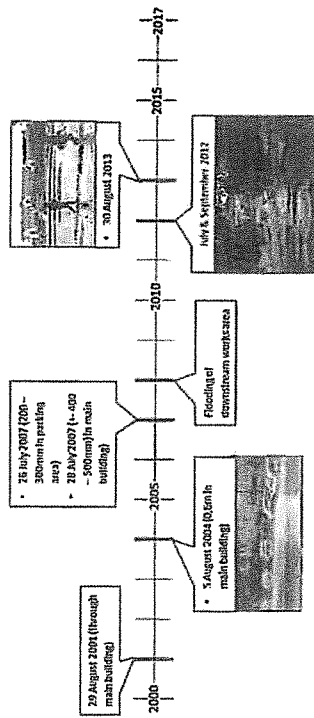 29 August 2001 (through
main building)
• 5 August 2004 (0,6m in
main building)
• 26 July 2007 (200 –
300mm in parking
area)
• 28 July 2007 (+- 400
– 500mm) in main
building)
Flooding of
downstream works area
July & September 2012
• 30 August 2013
2000
2005
2010
2015
2017